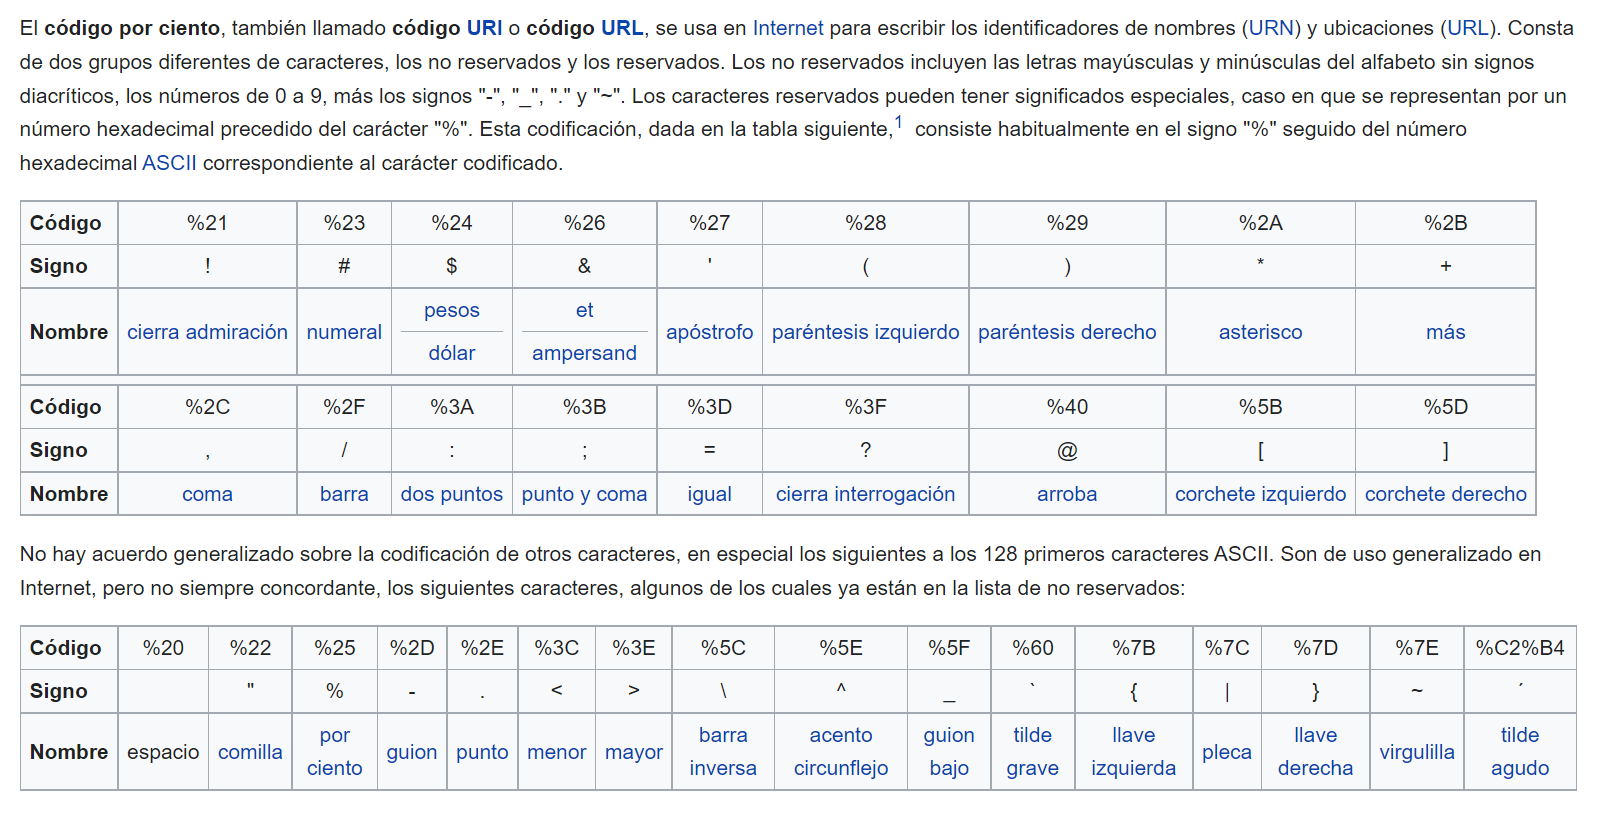 El código por ciento, también llamado código URI o código URL, se usa en Internet para escribir los identificadores de nombres (URN) y ubicaciones (URL). Consta
de dos grupos diferentes de caracteres, los no reservados y los reservados. Los no reservados incluyen las letras mayúsculas y minúsculas del alfabeto sin signos
diacríticos, los números de 0 a 9, más los signos "-", "_", "." y "~". Los caracteres reservados pueden tener significados especiales, caso en que se representan por un
número hexadecimal precedido del carácter "%". Esta codificación, dada en la tabla siguiente,1 consiste habitualmente en el signo "%" seguido del número
hexadecimal ASCII correspondiente al carácter codificado.
Código %21 %23 %24 %26 %27 %28 %29 %2A %2B
Signo ! # $ & ' ( ) * +
Nombre cierra admiración numeral pesos dólar et ampersand apóstrofo paréntesis izquierdo paréntesis derecho asterisco más
Código %2C %2F %3A %3B %3D %3F %40 %5B %5D
Signo , / : ; = ? @ [ ]
Nombre coma barra dos puntos punto y coma igual cierra interrogación arroba corchete izquierdo corchete derecho
No hay acuerdo generalizado sobre la codificación de otros caracteres, en especial los siguientes a los 128 primeros caracteres ASCII. Son de uso generalizado en
Internet, pero no siempre concordante, los siguientes caracteres, algunos de los cuales ya están en la lista de no reservados:
Código %20 %22 %25 %2D %2E %3C %3E %5C %5E %5F %60 %7B %7C %7D %7E %C2%B4
Signo " % - . < > \ ^ _ ` { | } ~ ´
Nombre espacio comilla por ciento guion punto menor mayor barra inversa acento circunflejo guion bajo tilde grave llave izquierda pleca llave derecha virgulilla tilde agudo